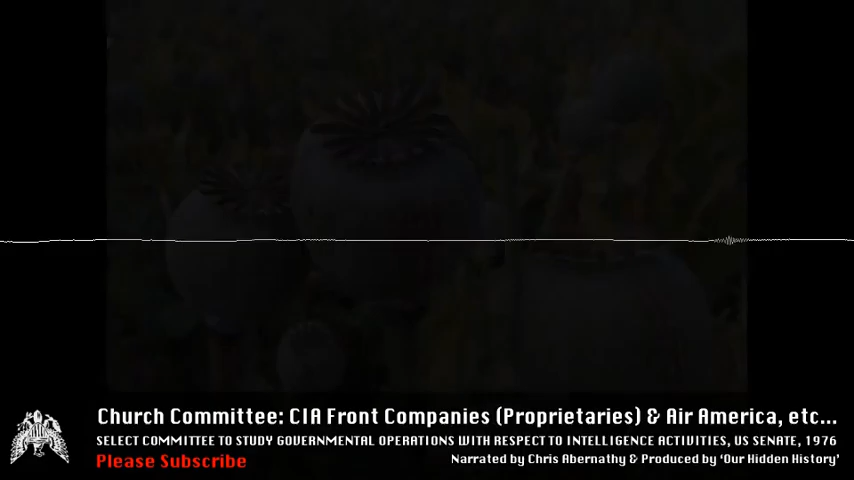 Church Committee: CIA Front Companies (Proprietaries) & Air America, etc...
SELECT COMMITTEE TO STUDY GOVERNMENTAL OPERATIONS WITH RESPECT TO INTELLIGENCE ACTIVITIES, US SENATE, 1976
Please Subscribe
Narrated by Chris Abernathy & Produced by ‘Our Hidden History’